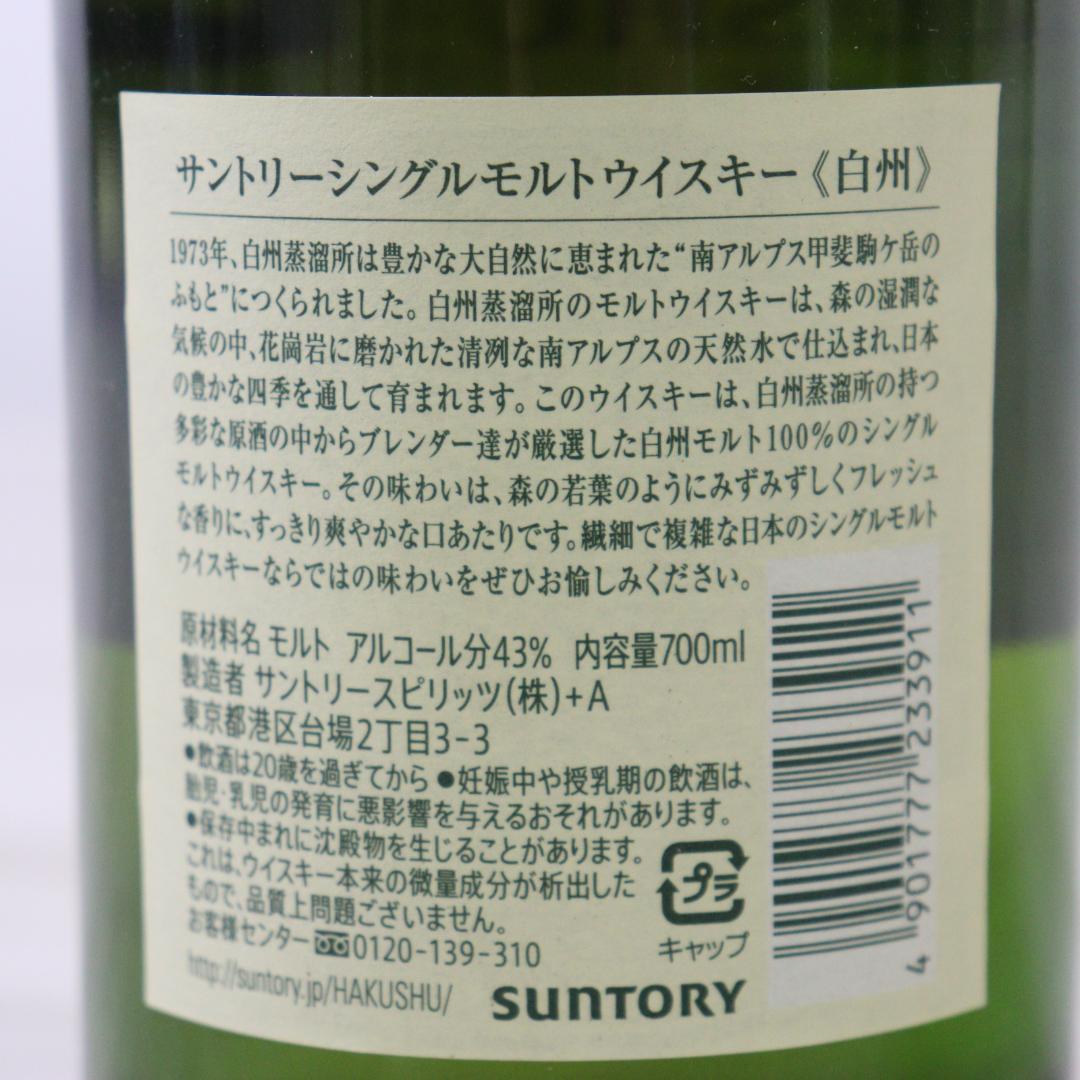 サントリーシングルモルトウイスキー《白州》
1973年、白州蒸溜所は豊かな大自然に恵まれた“南アルプス甲斐駒ケ岳の
ふもと”につくられました。白州蒸溜所のモルトウイスキーは、森の湿潤な
気候の中、花崗岩に磨かれた清冽な南アルプスの天然水で仕込まれ、日本
の豊かな四季を通して育まれます。このウイスキーは、白州蒸溜所の持つ
多彩な原酒の中からブレンダー達が厳選した白州モルト100%のシングル
モルトウイスキー。その味わいは、森の若葉のようにみずみずしくフレッシュ
な香りに、すっきり爽やかな口あたりです。繊細で複雑な日本のシングルモルト
ウイスキーならではの味わいをぜひお愉しみください。
原材料名 モルト アルコール分43% 内容量700ml
製造者 サントリースピリッツ(株)+A
東京都港区台場2丁目3-3
●飲酒は20歳を過ぎてから ●妊娠中や授乳期の飲酒は、
胎児・乳児の発育に悪影響を与えるおそれがあります。
●保存中まれに沈殿物を生じることがあります。
これは、ウイスキー本来の微量成分が析出した
もので、品質上問題ございません。
お客様センター 0120-139-310
http://suntory.jp/HAKUSHU/
SUNTORY
プラ
キャップ
4 901777 233911